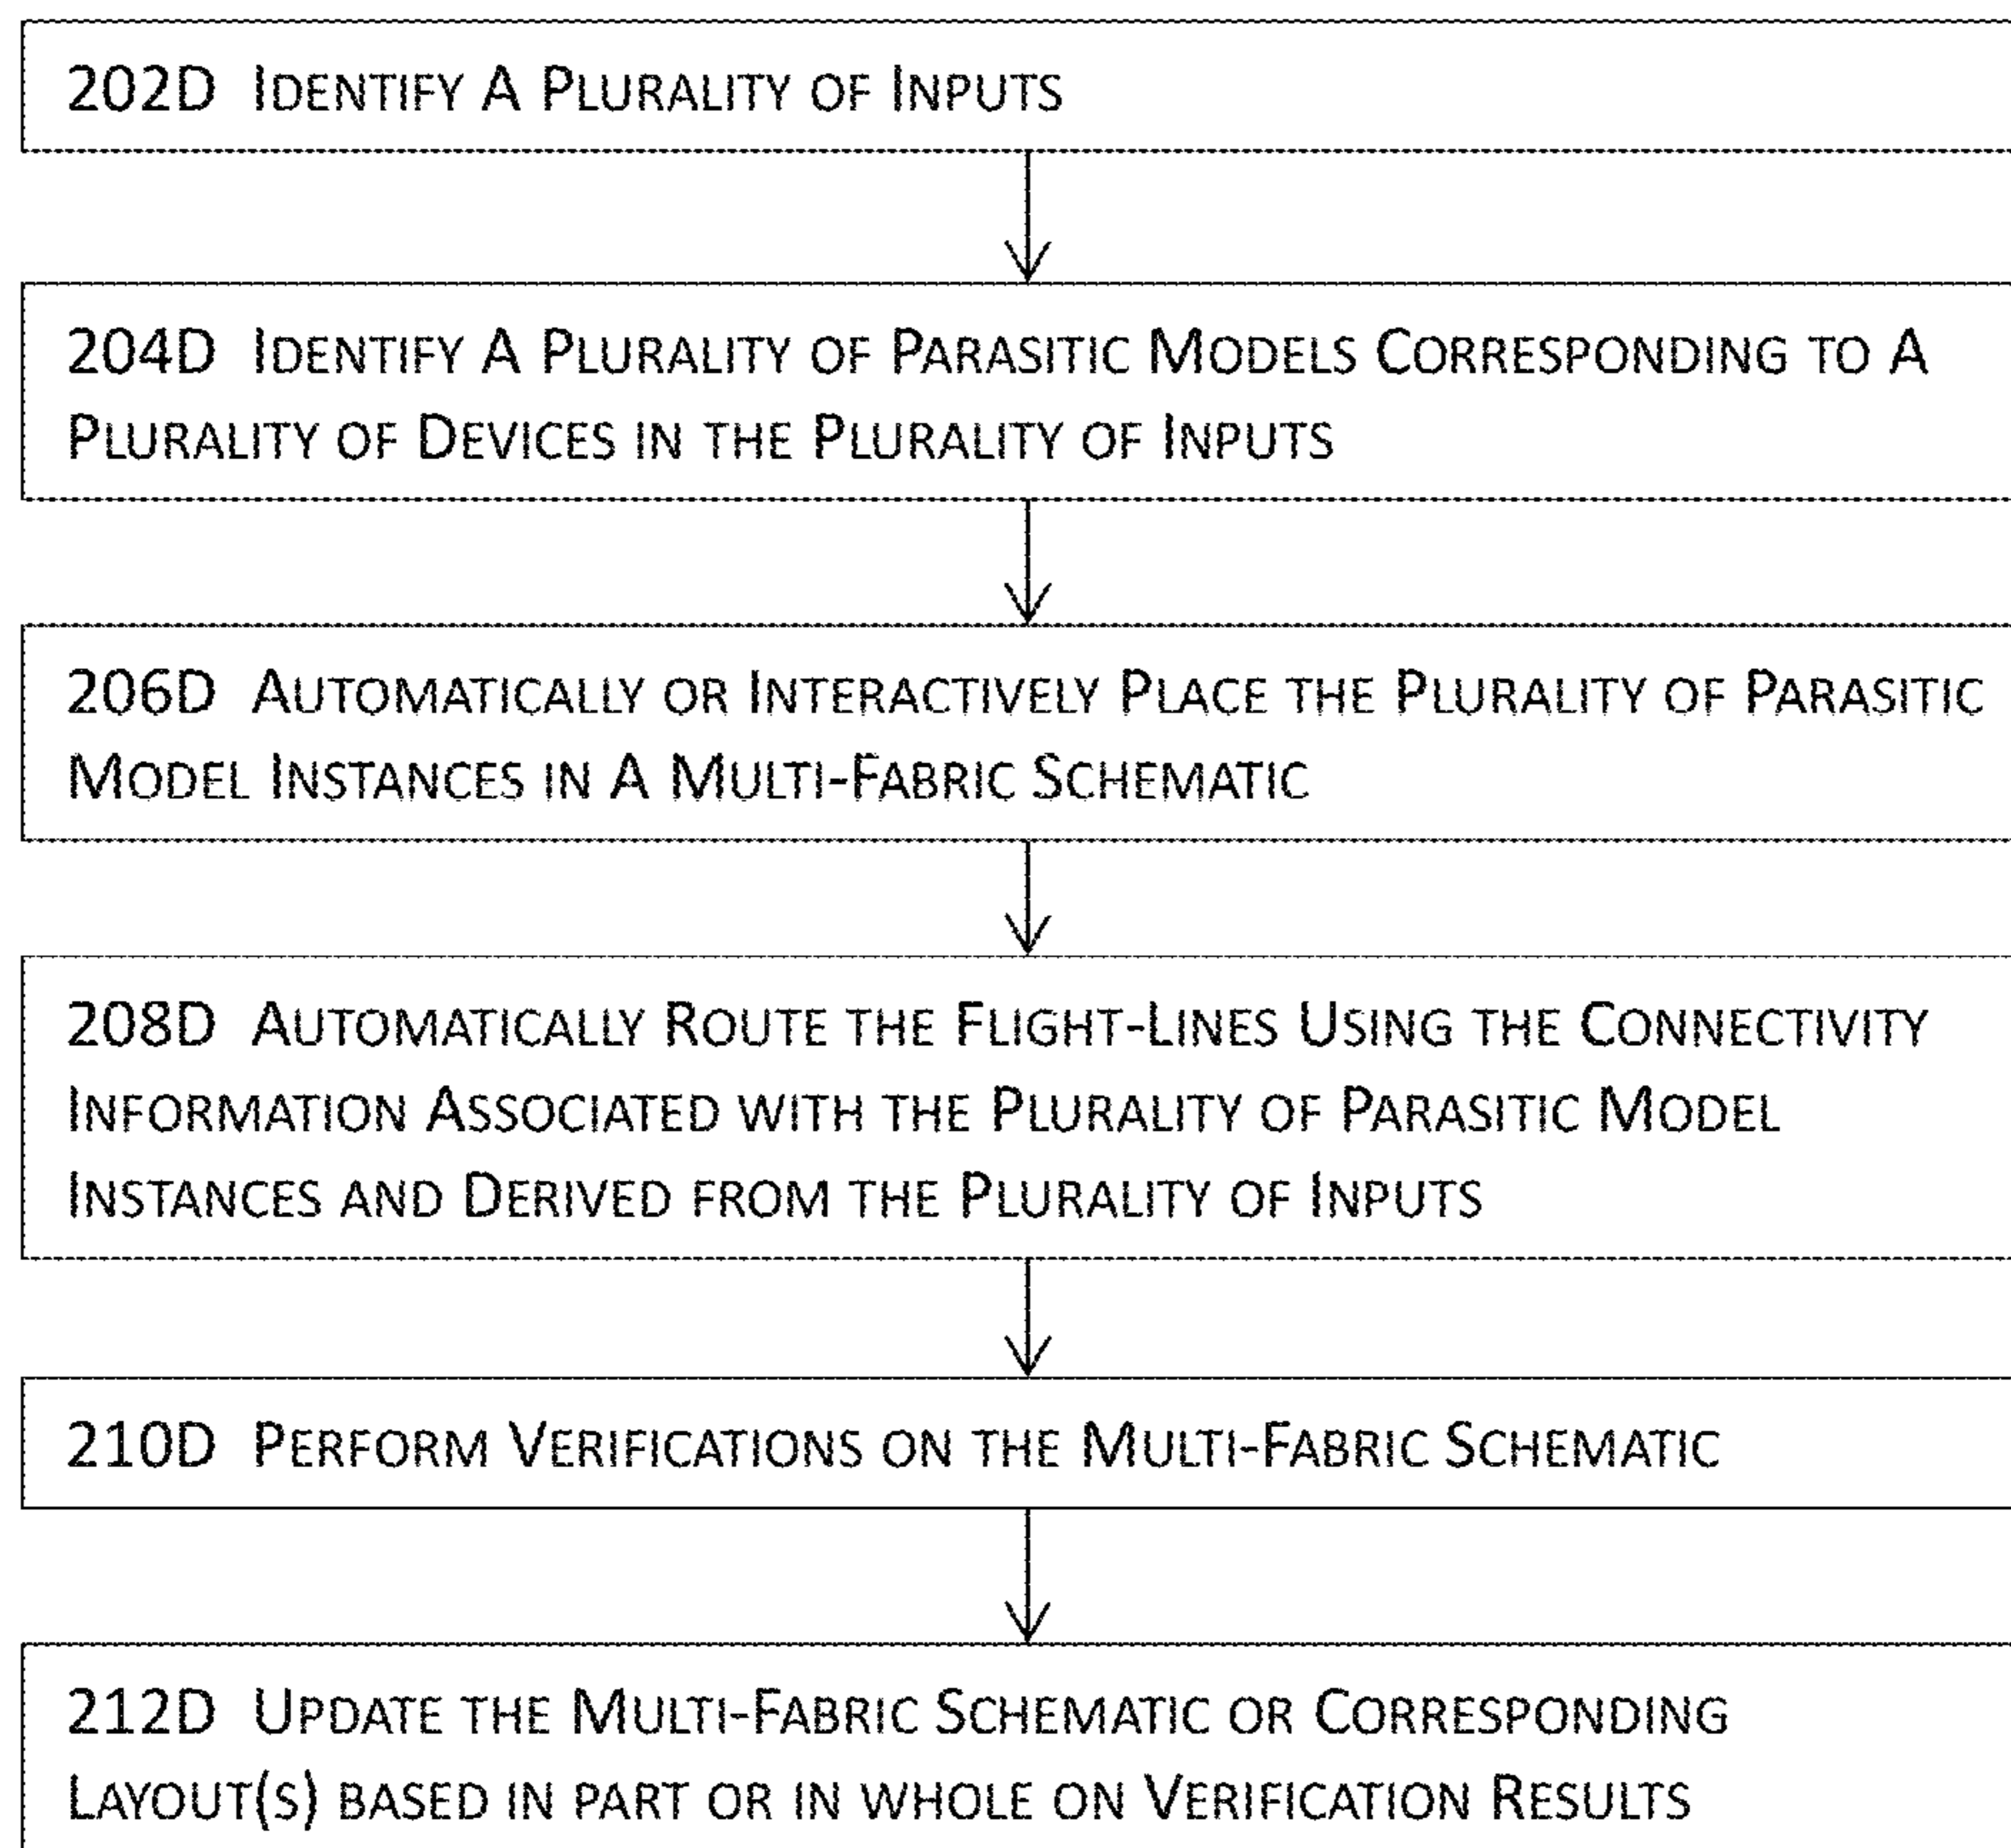 202D Identify A Plurality of Inputs
204D Identify A Plurality of Parasitic Models Corresponding to A
Plurality of Devices in the Plurality of Inputs
206D Automatically or Interactively Place the Plurality of Parasitic
Model Instances in A Multi-Fabric Schematic
208D Automatically Route the Flight-Lines Using the Connectivity
Information Associated with the Plurality of Parasitic Model
Instances and Derived from the Plurality of Inputs
210D Perform Verifications on the Multi-Fabric Schematic
212D Update the Multi-Fabric Schematic or Corresponding
Layout(s) based in part or in whole on Verification Results